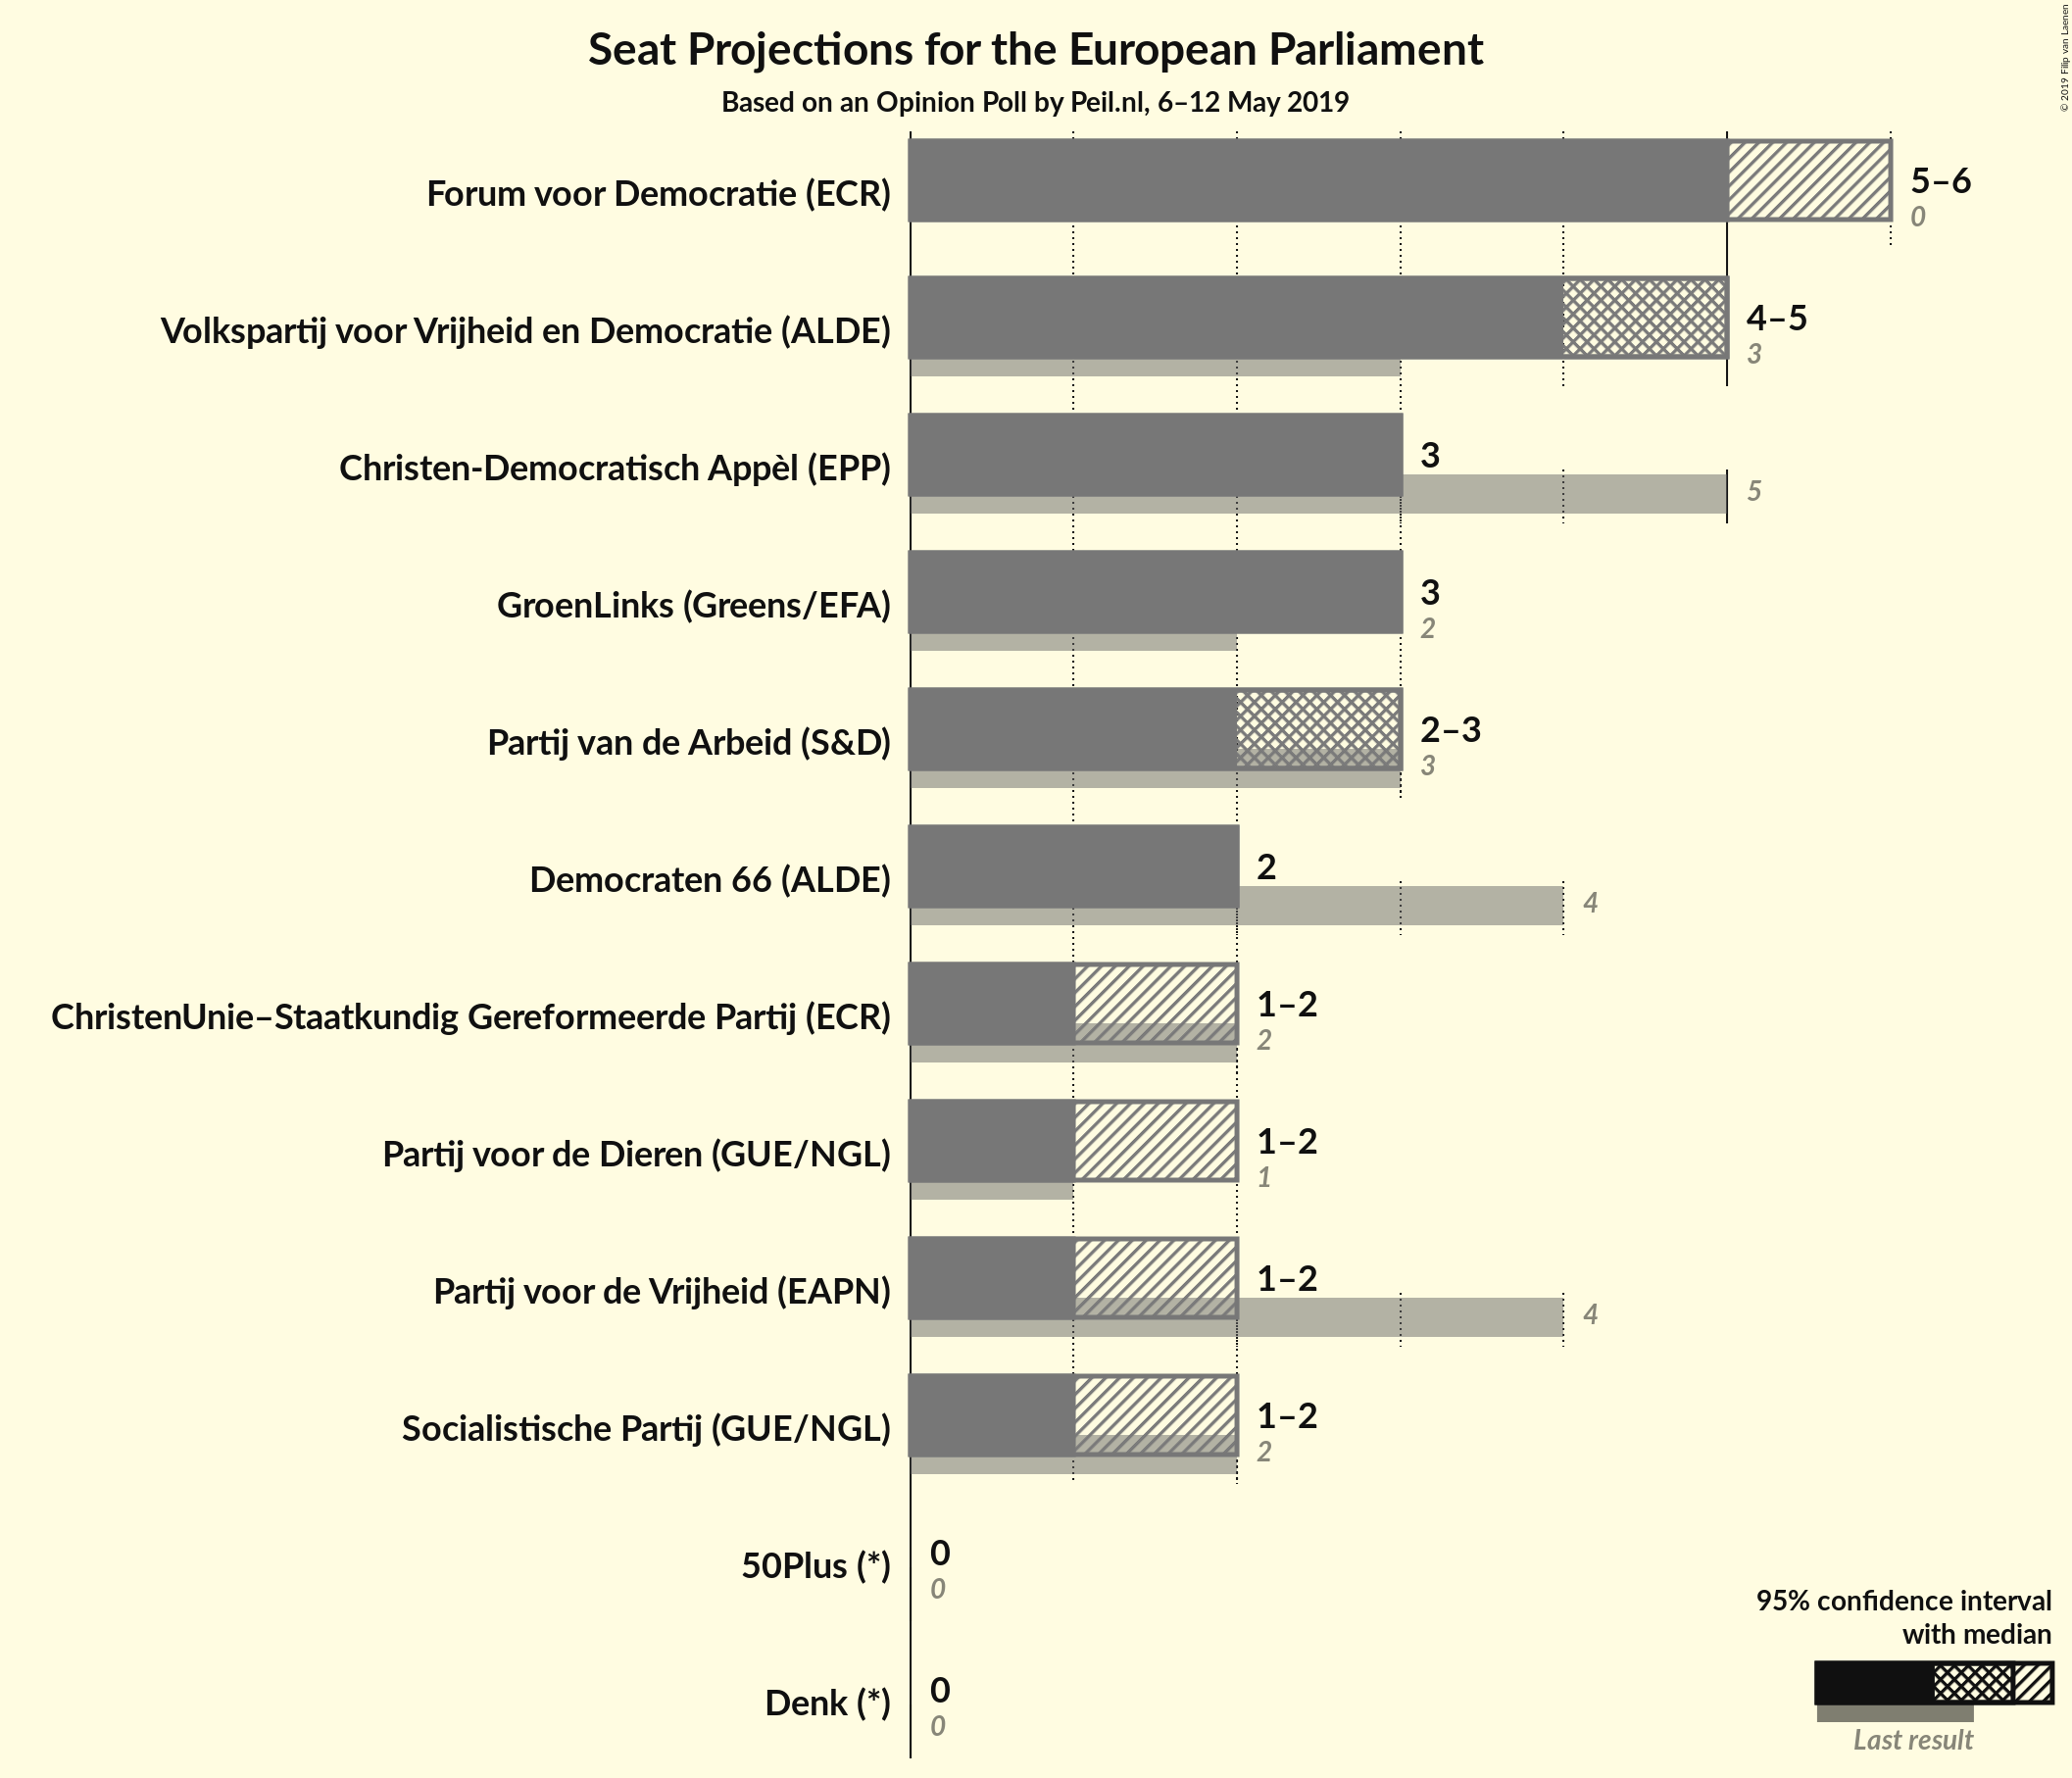 Seat Projections for the European Parliament
Based on an Opinion Poll by Peil.nl, 6–12 May 2019
© 2019 Filip van Laenen
Forum voor Democratie (ECR)
5–6
0
Volkspartij voor Vrijheid en Democratie (ALDE)
4–5
3
Christen-Democratisch Appèl (EPP)
3
5
GroenLinks (Greens/EFA)
3
2
Partij van de Arbeid (S&D)
2–3
3
Democraten 66 (ALDE)
2
4
ChristenUnie–Staatkundig Gereformeerde Partij (ECR)
1–2
2
Partij voor de Dieren (GUE/NGL)
1–2
1
Partij voor de Vrijheid (EAPN)
1–2
4
Socialistische Partij (GUE/NGL)
1–2
2
50Plus (*)
0
0
Denk (*)
0
0
95% confidence interval
with median
Last result